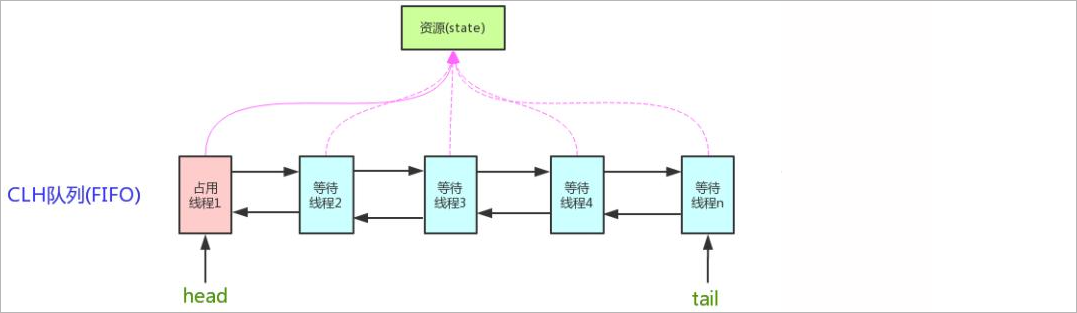 资源(state)
CLH队列(FIFO)
占用
线程1
等待
线程2
等待
线程3
等待
线程4
等待
线程n
head
tail